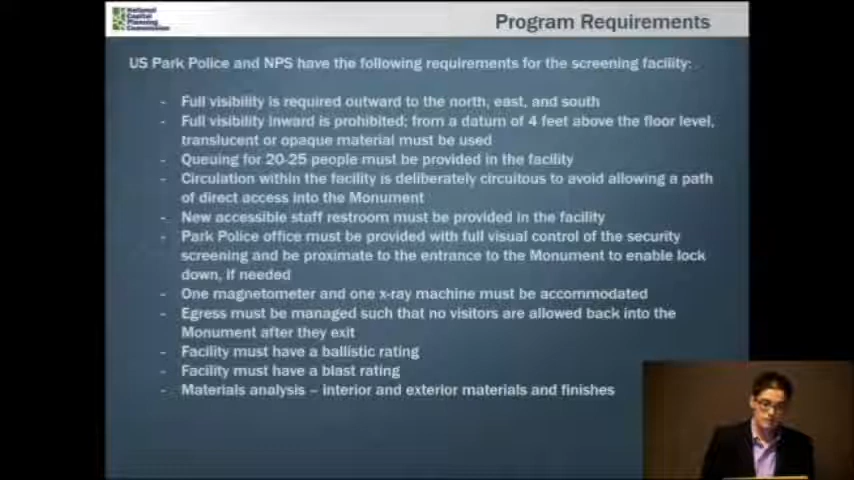 National
Capital
Planning
Commission
Program Requirements
US Park Police and NPS have the following requirements for the screening facility:
- Full visibility is required outward to the north, east, and south
- Full visibility inward is prohibited; from a datum of 4 feet above the floor level,
translucent or opaque material must be used
- Queuing for 20-25 people must be provided in the facility
- Circulation within the facility is deliberately circuitous to avoid allowing a path
of direct access into the Monument
- New accessible staff restroom must be provided in the facility
- Park Police office must be provided with full visual control of the security
screening and be proximate to the entrance to the Monument to enable lock
down, if needed
- One magnetometer and one x-ray machine must be accommodated
- Egress must be managed such that no visitors are allowed back into the
Monument after they exit
- Facility must have a ballistic rating
- Facility must have a blast rating
- Materials analysis – interior and exterior materials and finishes